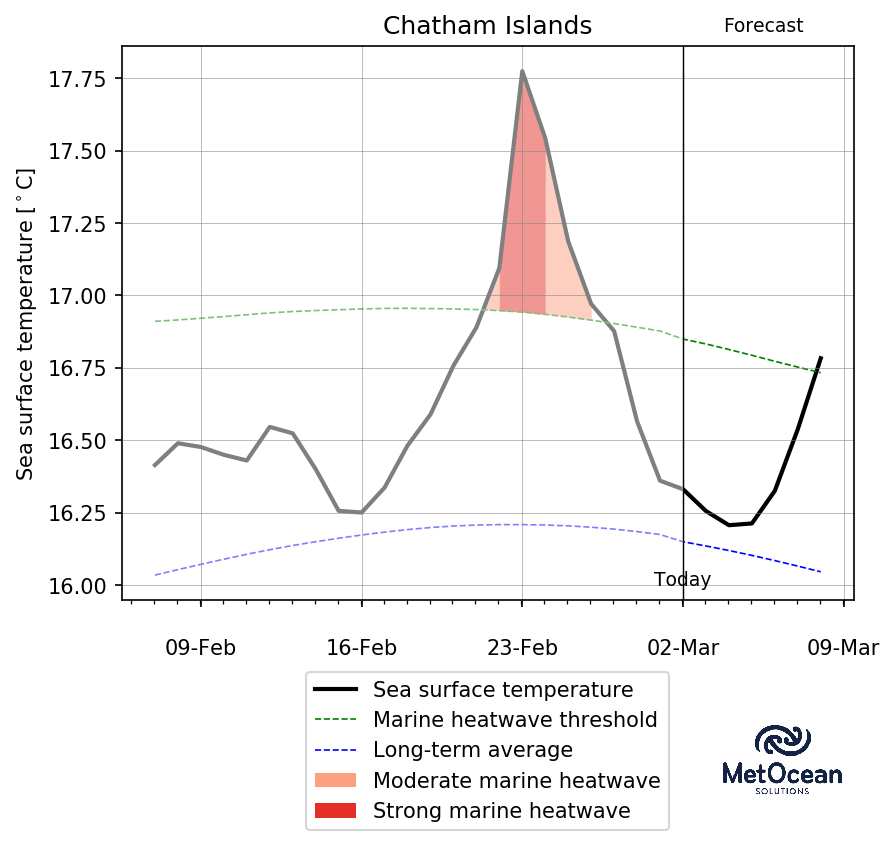 Chatham Islands
Forecast
Sea surface temperature [°C]
17.75
17.50
17.25
17.00
16.75
16.50
16.25
16.00
Today
09-Feb 16-Feb 23-Feb 02-Mar 09-Mar
Sea surface temperature
Marine heatwave threshold
Long-term average
Moderate marine heatwave
Strong marine heatwave
MetOcean
SOLUTIONS